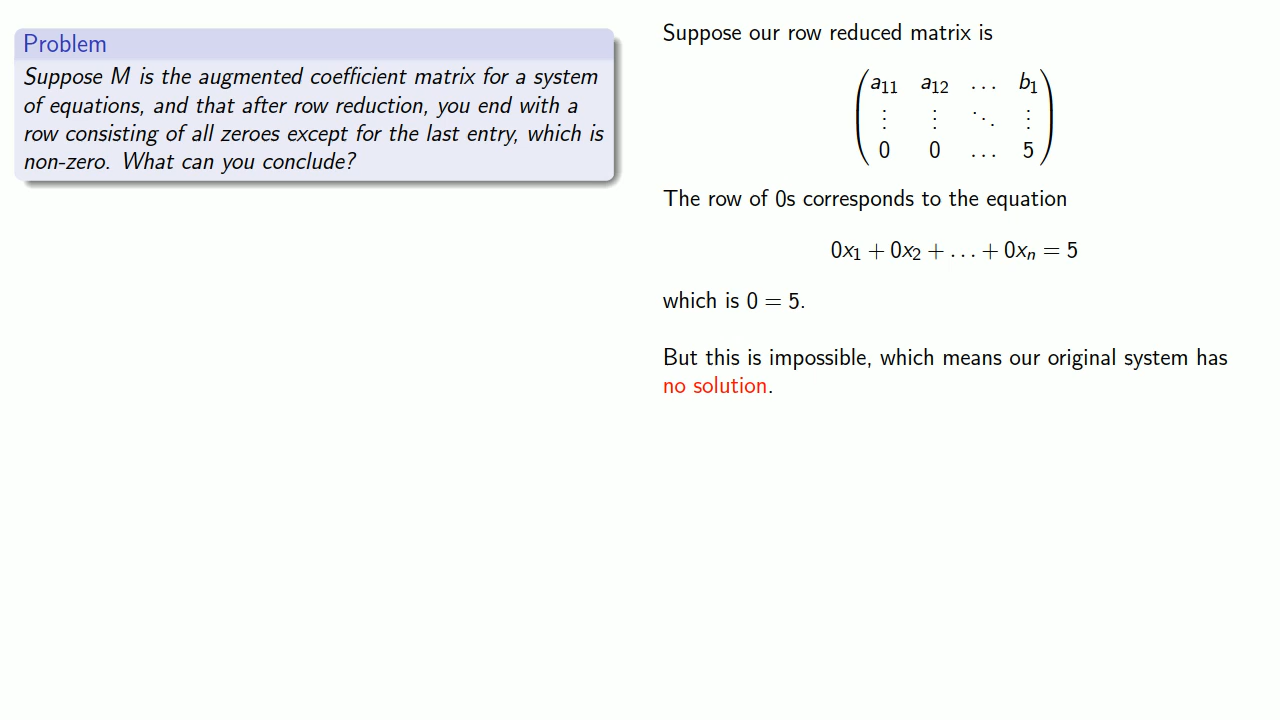 Problem
Suppose M is the augmented coefficient matrix for a system
of equations, and that after row reduction, you end with a
row consisting of all zeroes except for the last entry, which is
non-zero. What can you conclude?
Suppose our row reduced matrix is
a₁₁ a₁₂ … b₁
⋮ ⋮ ⋱ ⋮
0 0 … 5
The row of 0s corresponds to the equation
0x₁ + 0x₂ + … + 0xₙ = 5
which is 0 = 5.
But this is impossible, which means our original system has
no solution.